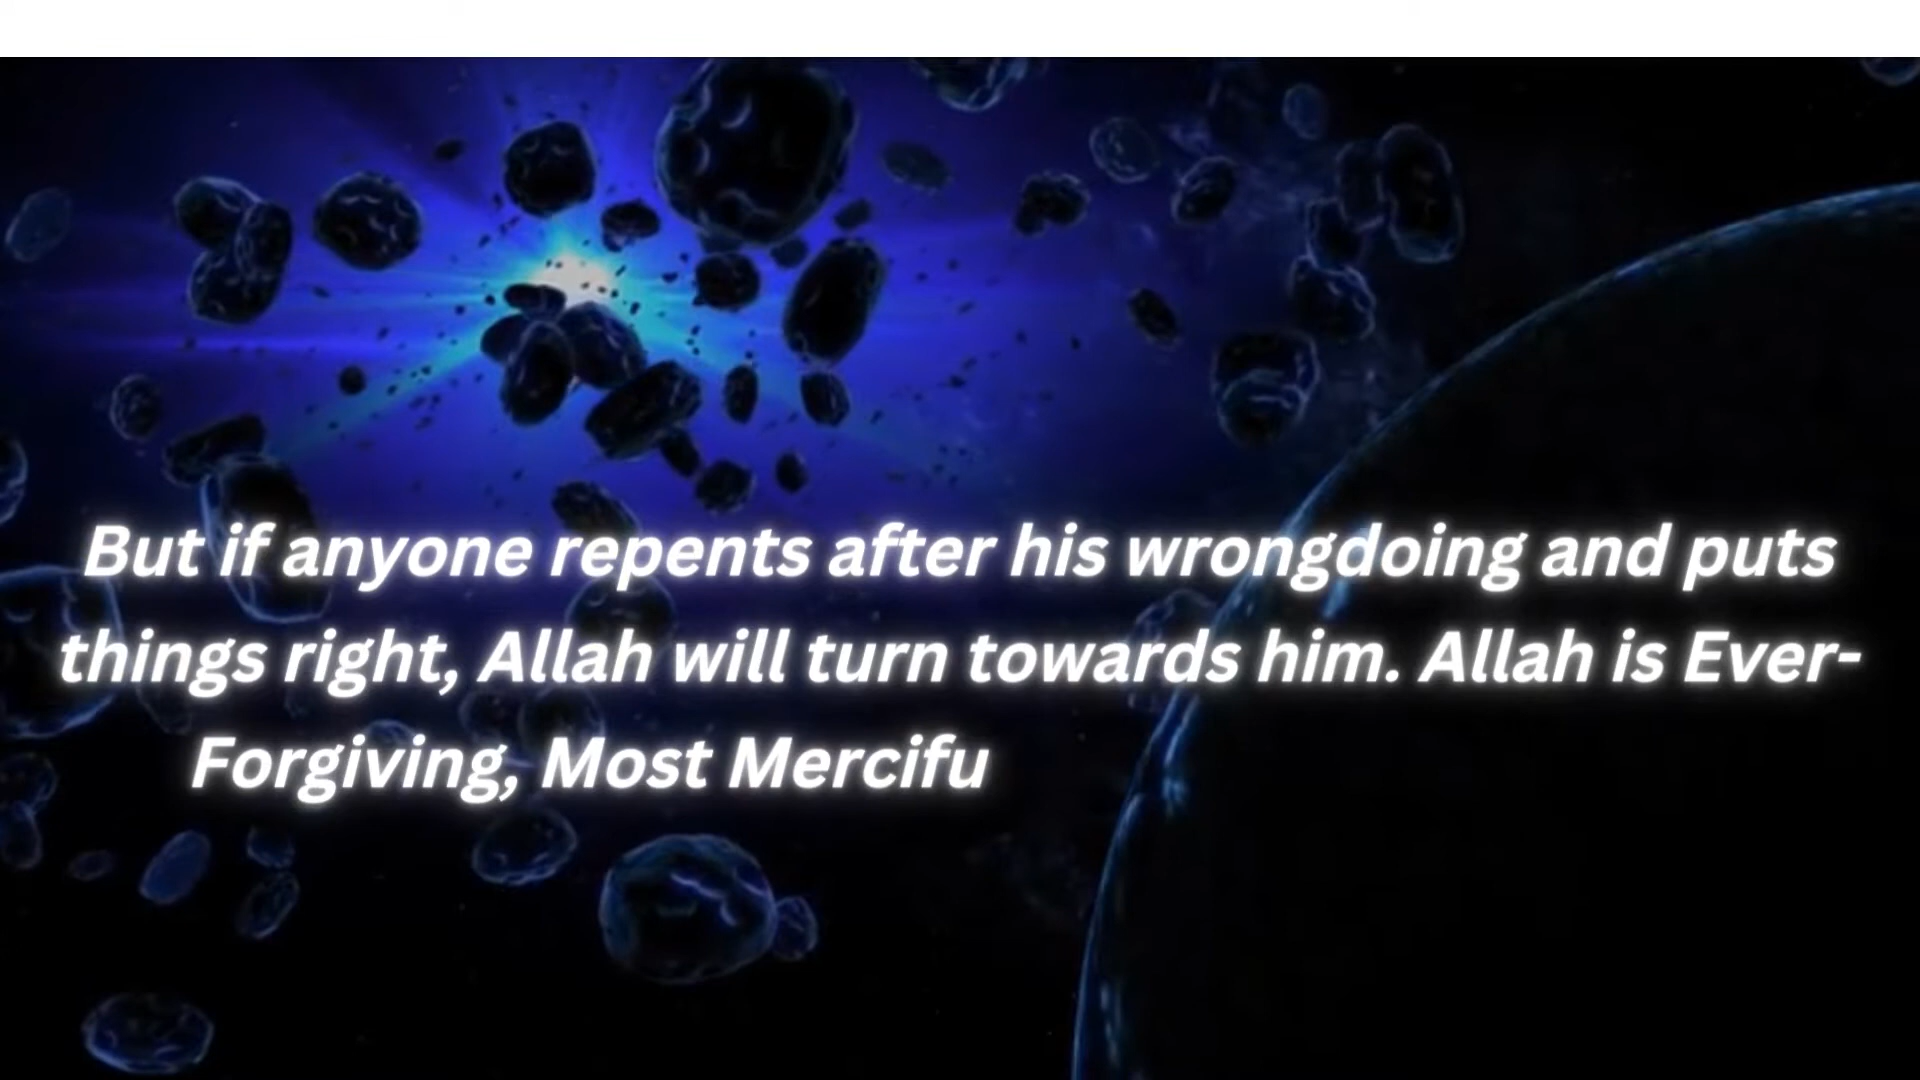 But if anyone repents after his wrongdoing and puts
things right, Allah will turn towards him. Allah is Ever-
Forgiving, Most Mercifu